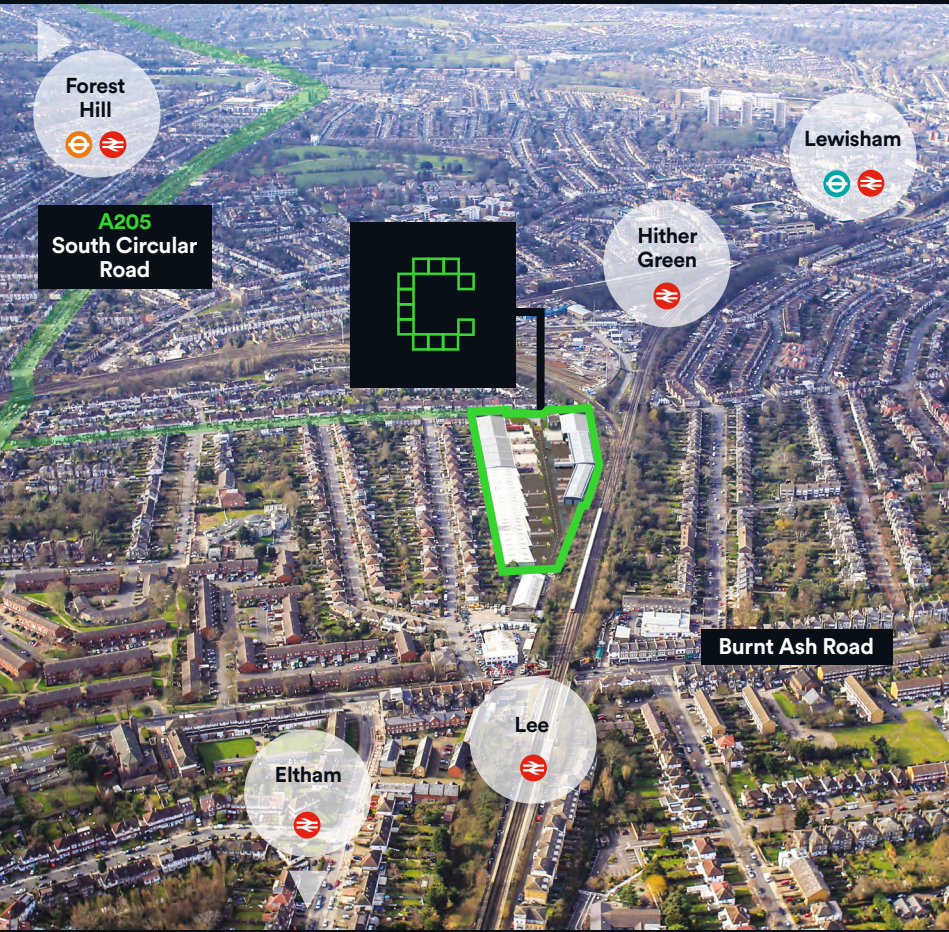 Forest
Hill
Lewisham
A205
South Circular
Road
Hither
Green
C
Burnt Ash Road
Lee
Eltham